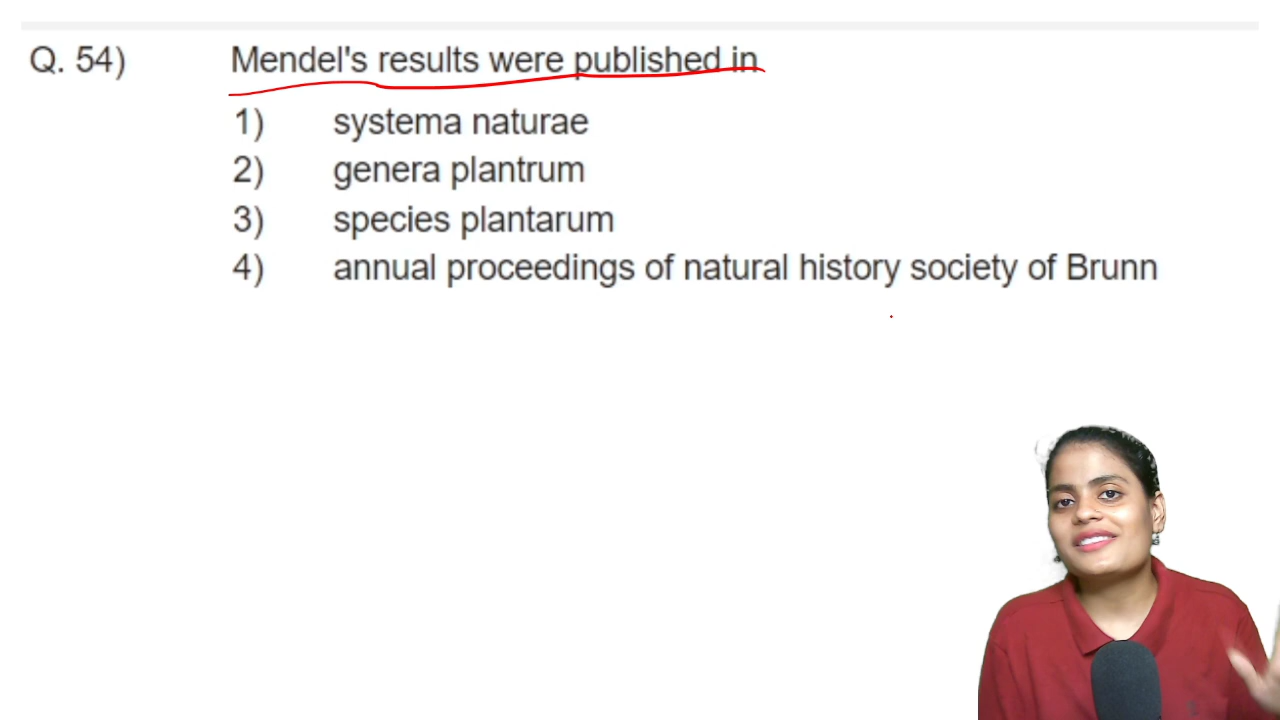 Q. 54) Mendel's results were published in
1) systema naturae
2) genera plantrum
3) species plantarum
4) annual proceedings of natural history society of Brunn